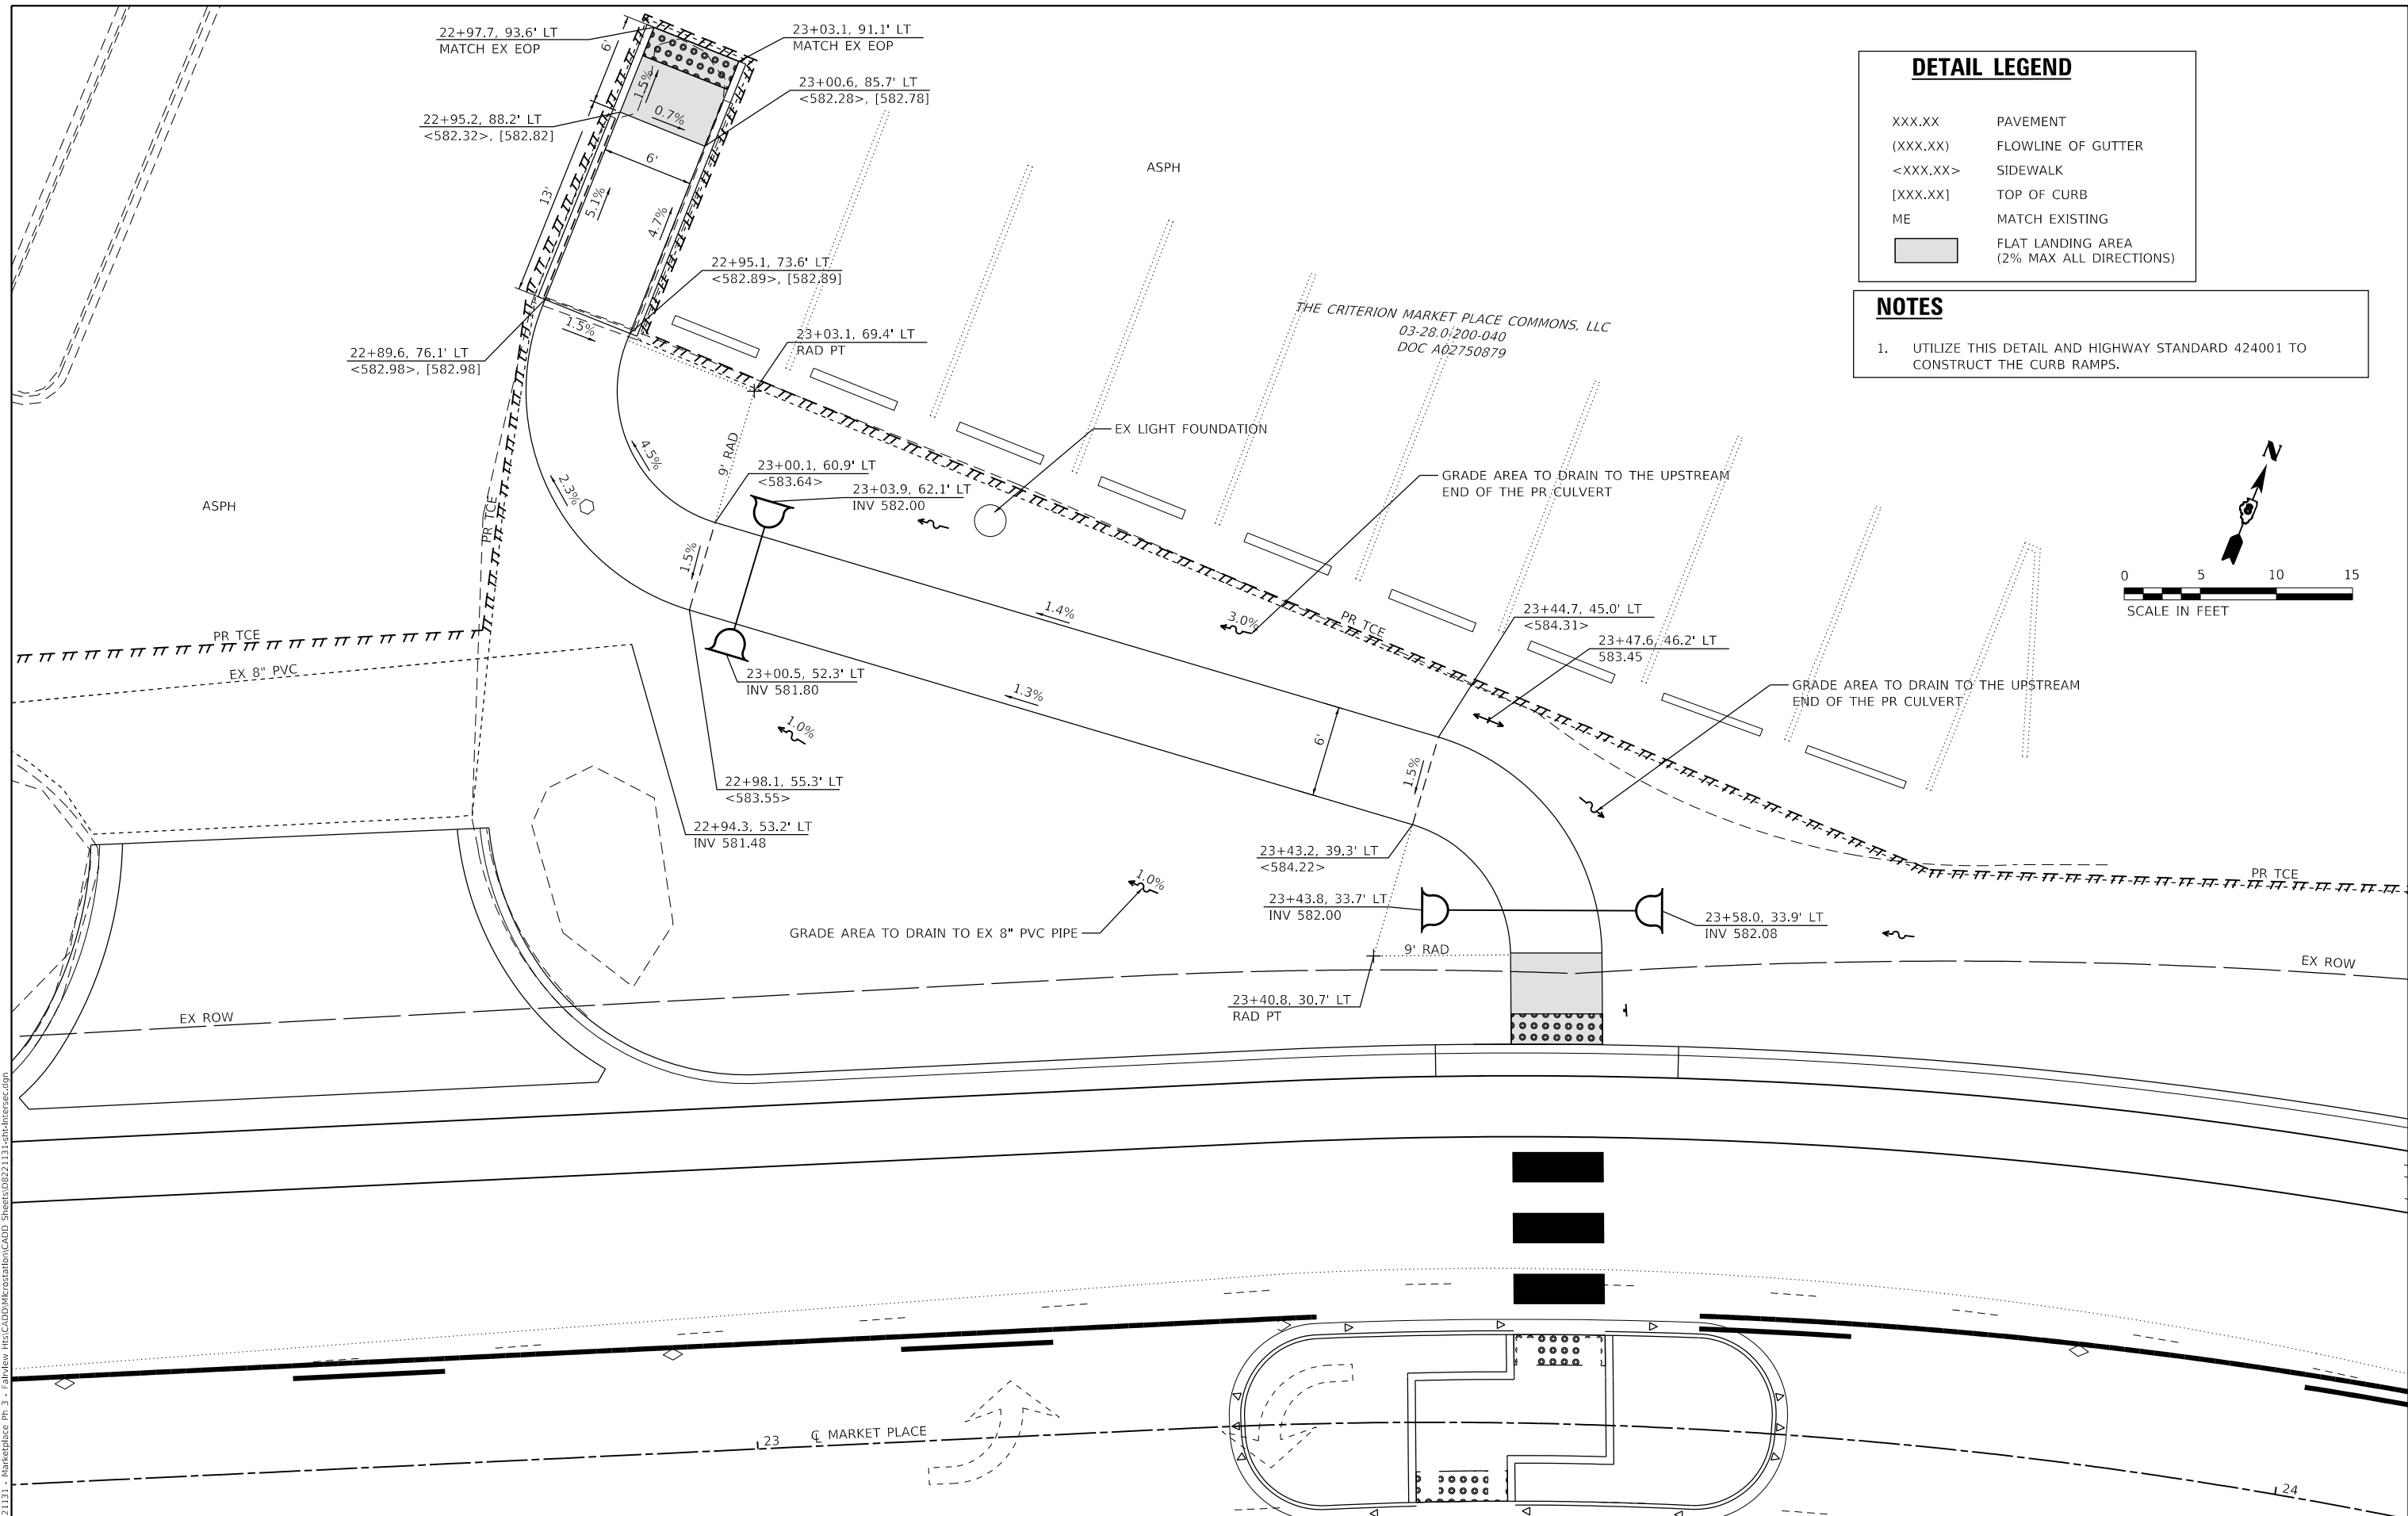 22+97.7, 93.6' LT
MATCH EX EOP
23+03.1, 91.1' LT
MATCH EX EOP
23+00.6, 85.7' LT
<582.28>, [582.78]
22+95.2, 88.2' LT
<582.32>, [582.82]
6'
1.5%
0.7%
6'
13'
5.1%
4.7%
ASPH
22+95.1, 73.6' LT
<582.89>, [582.89]
1.5%
23+03.1, 69.4' LT
RAD PT
22+89.6, 76.1' LT
<582.98>, [582.98]
THE CRITERION MARKET PLACE COMMONS, LLC
03-28.0-200-040
DOC A02750879
DETAIL LEGEND
XXX.XX PAVEMENT
(XXX.XX) FLOWLINE OF GUTTER
<XXX.XX> SIDEWALK
[XXX.XX] TOP OF CURB
ME MATCH EXISTING
FLAT LANDING AREA
(2% MAX ALL DIRECTIONS)
NOTES
1. UTILIZE THIS DETAIL AND HIGHWAY STANDARD 424001 TO
CONSTRUCT THE CURB RAMPS.
N
0 5 10 15
SCALE IN FEET
EX LIGHT FOUNDATION
4.5%
9' RAD
2.3%
23+00.1, 60.9' LT
<583.64>
23+03.9, 62.1' LT
INV 582.00
GRADE AREA TO DRAIN TO THE UPSTREAM
END OF THE PR CULVERT
ASPH
PR TCE
1.5%
1.4%
3.0%
PR TCE
23+44.7, 45.0' LT
<584.31>
23+47.6, 46.2' LT
583.45
PR TCE
EX 8" PVC
23+00.5, 52.3' LT
INV 581.80
1.3%
1.0%
GRADE AREA TO DRAIN TO THE UPSTREAM
END OF THE PR CULVERT
6'
1.5%
22+98.1, 55.3' LT
<583.55>
22+94.3, 53.2' LT
INV 581.48
23+43.2, 39.3' LT
<584.22>
1.0%
23+43.8, 33.7' LT
INV 582.00
23+58.0, 33.9' LT
INV 582.08
PR TCE
GRADE AREA TO DRAIN TO EX 8" PVC PIPE
9' RAD
EX ROW
23+40.8, 30.7' LT
RAD PT
EX ROW
23
℄ MARKET PLACE
24
21131 - Marketplace Ph 3 - Fairview Hts\CADD\Microstation\CADD Sheets\D8221131-sht-Intersec.dgn